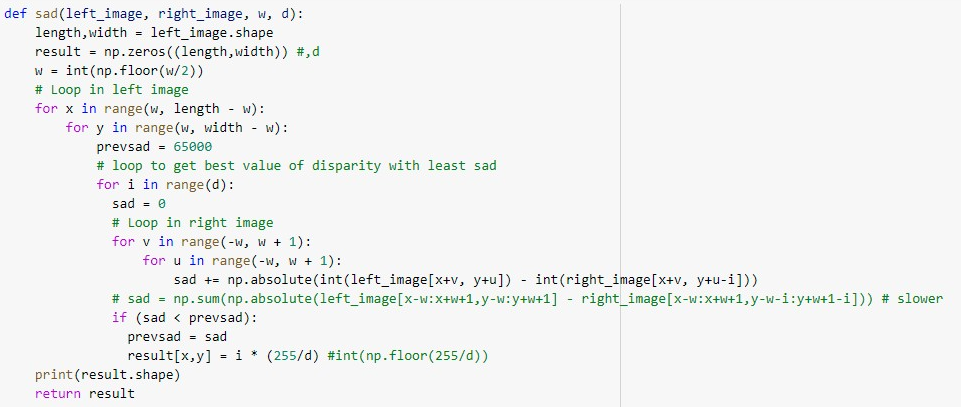 def sad(left_image, right_image, w, d):
    length,width = left_image.shape
    result = np.zeros((length,width)) #,d
    w = int(np.floor(w/2))
    # Loop in left image
    for x in range(w, length - w):
        for y in range(w, width - w):
            prevsad = 65000
            # loop to get best value of disparity with least sad
            for i in range(d):
              sad = 0
              # Loop in right image
              for v in range(-w, w + 1):
                  for u in range(-w, w + 1):
                      sad += np.absolute(int(left_image[x+v, y+u]) - int(right_image[x+v, y+u-i]))
              # sad = np.sum(np.absolute(left_image[x-w:x+w+1,y-w:y+w+1] - right_image[x-w:x+w+1,y-w-i:y+w+1-i])) # slower
              if (sad < prevsad):
                prevsad = sad
                result[x,y] = i * (255/d) #int(np.floor(255/d))
    print(result.shape)
    return result